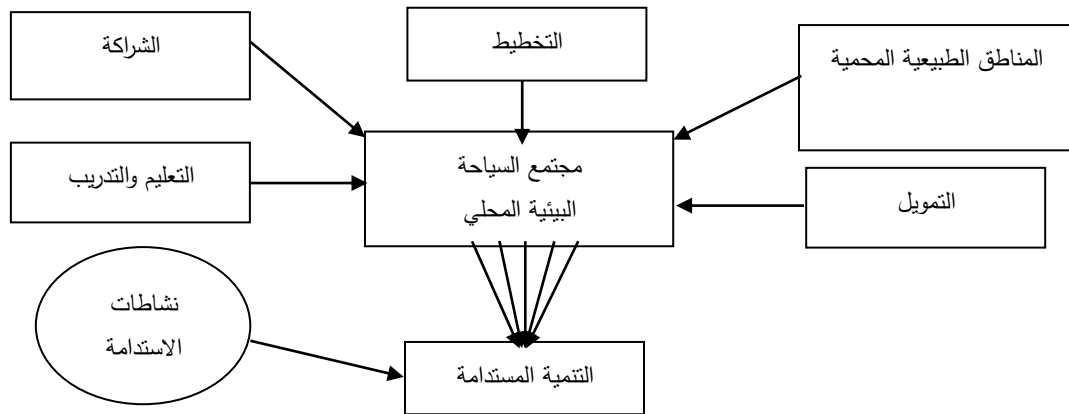 المناطق الطبيعية المحمية
التخطيط
الشراكة
مجتمع السياحة
البيئية المحلي
التمويل
التعليم والتدريب
نشاطات
الاستدامة
التنمية المستدامة